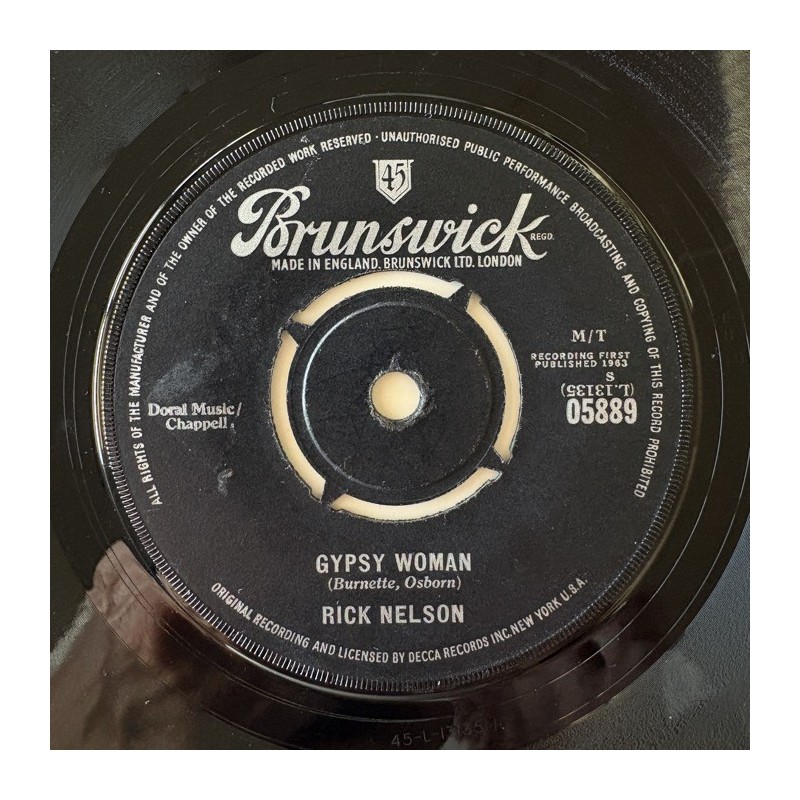 ALL RIGHTS OF THE MANUFACTURER AND OF THE OWNER OF THE RECORDED WORK RESERVED · UNAUTHORISED PUBLIC PERFORMANCE BROADCASTING AND COPYING OF THIS RECORD PROHIBITED
45
Brunswick REGD.
MADE IN ENGLAND. BRUNSWICK LTD. LONDON
M/T
RECORDING FIRST
PUBLISHED 1963
S
(L.13135)
05889
Doral Music/
Chappell.
GYPSY WOMAN
(Burnette, Osborn)
RICK NELSON
ORIGINAL RECORDING AND LICENSED BY DECCA RECORDS INC. NEW YORK U.S.A.